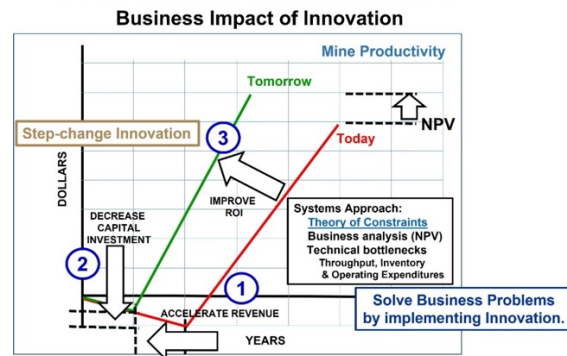 Business Impact of Innovation
Mine Productivity
Tomorrow
Step-change Innovation
3
NPV
Today
DOLLARS
IMPROVE
ROI
DECREASE
CAPITAL
INVESTMENT
2
Systems Approach:
Theory of Constraints
Business analysis (NPV)
Technical bottlenecks
Throughput, Inventory
& Operating Expenditures
1
ACCELERATE REVENUE
YEARS
Solve Business Problems
by implementing Innovation.